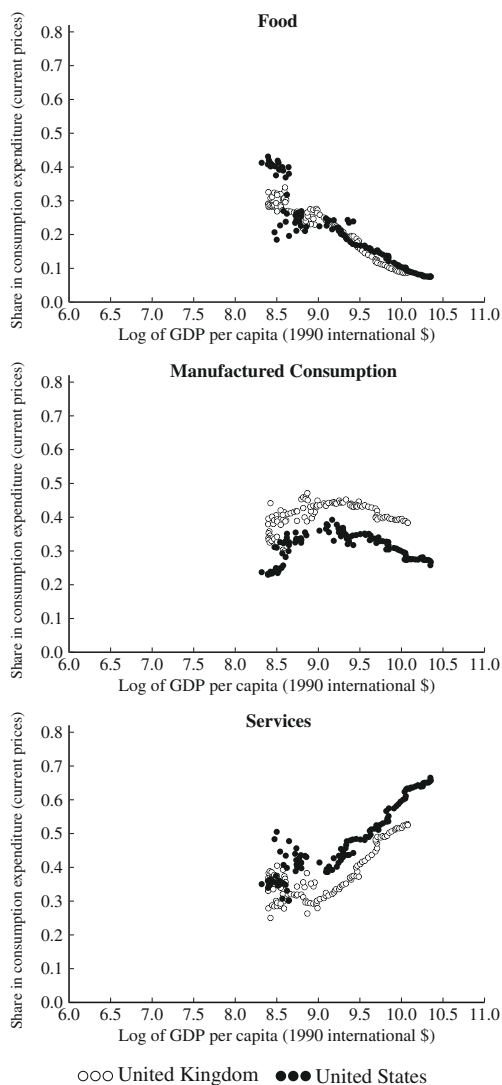 Food
Share in consumption expenditure (current prices)
0.8
0.7
0.6
0.5
0.4
0.3
0.2
0.1
0.0
6.0 6.5 7.0 7.5 8.0 8.5 9.0 9.5 10.0 10.5 11.0
Log of GDP per capita (1990 international $)
Manufactured Consumption
Share in consumption expenditure (current prices)
0.8
0.7
0.6
0.5
0.4
0.3
0.2
0.1
0.0
6.0 6.5 7.0 7.5 8.0 8.5 9.0 9.5 10.0 10.5 11.0
Log of GDP per capita (1990 international $)
Services
Share in consumption expenditure (current prices)
0.8
0.7
0.6
0.5
0.4
0.3
0.2
0.1
0.0
6.0 6.5 7.0 7.5 8.0 8.5 9.0 9.5 10.0 10.5 11.0
Log of GDP per capita (1990 international $)
United Kingdom United States